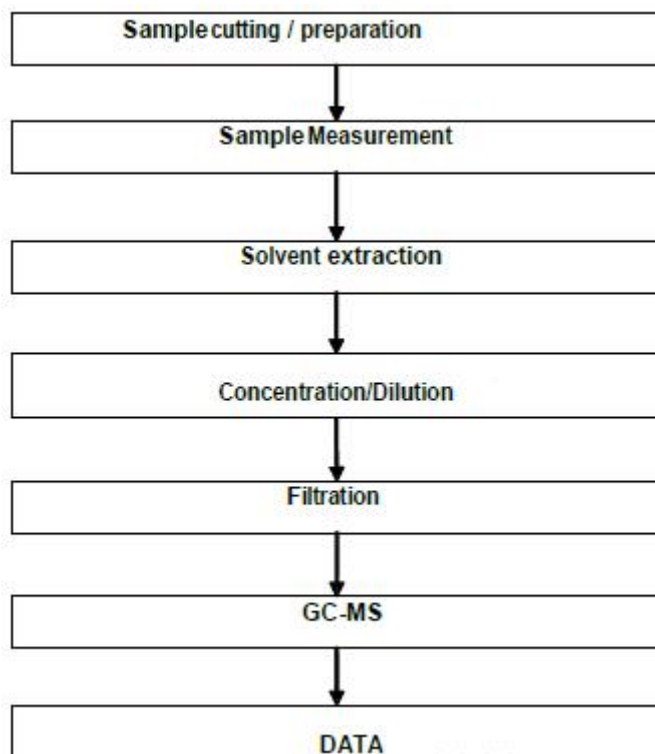 Sample cutting / preparation
Sample Measurement
Solvent extraction
Concentration/Dilution
Filtration
GC-MS
DATA